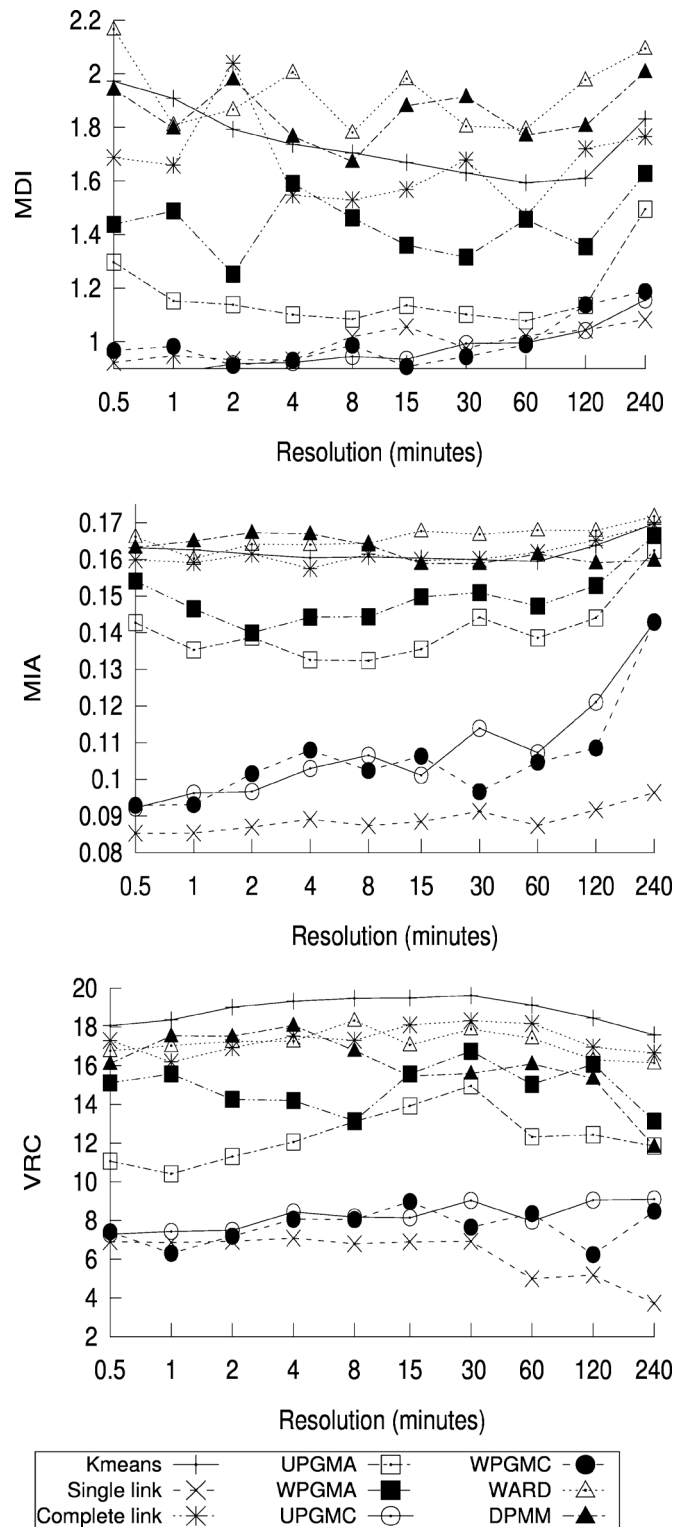 2.2
2
1.8
1.6
1.4
1.2
1
MDI
0.5 1 2 4 8 15 30 60 120 240
Resolution (minutes)
0.17
0.16
0.15
0.14
0.13
0.12
0.11
0.1
0.09
0.08
MIA
0.5 1 2 4 8 15 30 60 120 240
Resolution (minutes)
20
18
16
14
12
10
8
6
4
2
VRC
0.5 1 2 4 8 15 30 60 120 240
Resolution (minutes)
Kmeans UPGMA WPGMC
Single link WPGMA WARD
Complete link UPGMC DPMM